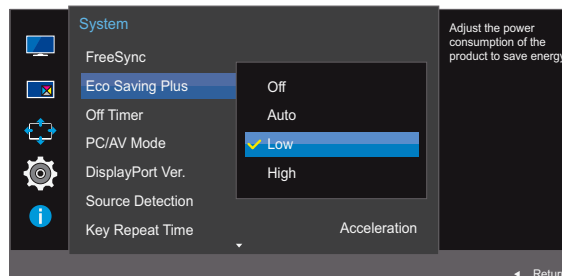 System
FreeSync
Eco Saving Plus
Off Timer
PC/AV Mode
DisplayPort Ver.
Source Detection
Key Repeat Time
Acceleration
Off
Auto
Low
High
Adjust the power
consumption of the
product to save energy
Return